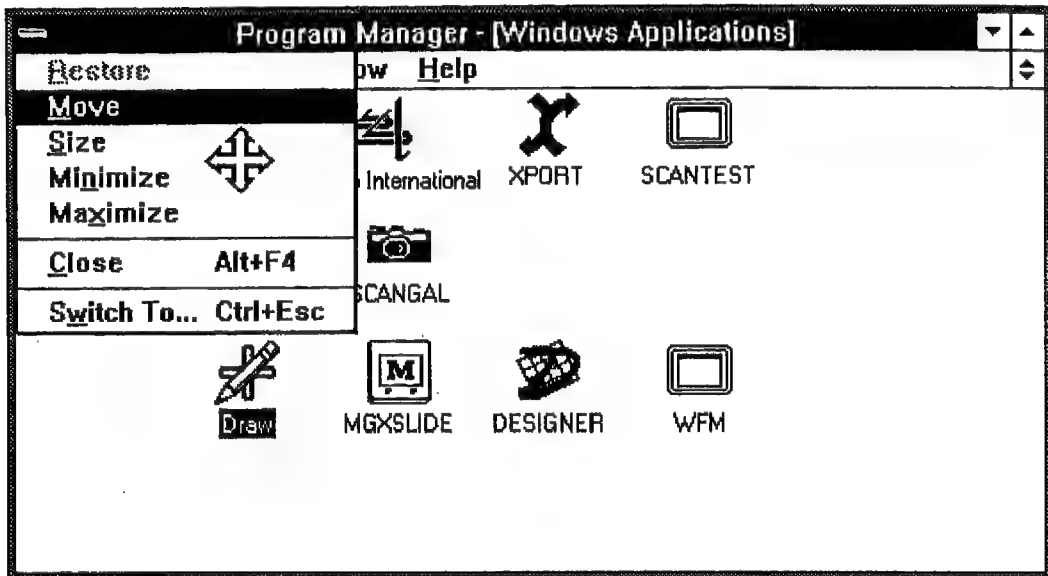 Program Manager - [Windows Applications]
Restore
ow Help
Move
Size
Minimize
Maximize
Close Alt+F4
Switch To... Ctrl+Esc
International XPORT SCANTEST
SCANGAL
Draw MGXSLIDE DESIGNER WFM
M